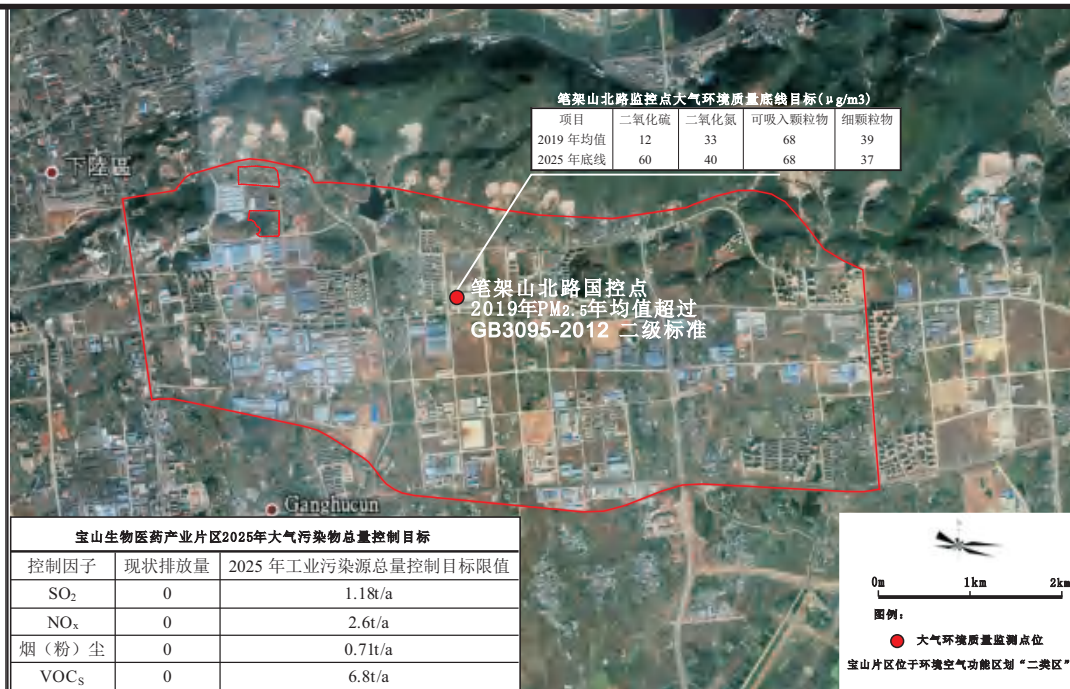 笔架山北路监控点大气环境质量底线目标(μg/m3)
项目 二氧化硫 二氧化氮 可吸入颗粒物 细颗粒物
2019 年均值 12 33 68 39
2025 年底线 60 40 68 37
下陸區
笔架山北路国控点
2019年PM2.5年均值超过
GB3095-2012 二级标准
Ganghucun
宝山生物医药产业片区2025年大气污染物总量控制目标
控制因子 现状排放量 2025 年工业污染源总量控制目标限值
SO₂ 0 1.18t/a
NOₓ 0 2.6t/a
烟（粉）尘 0 0.71t/a
VOCS 0 6.8t/a
0m 1km 2km
图例：
大气环境质量监测点位
宝山片区位于环境空气功能区划“二类区”